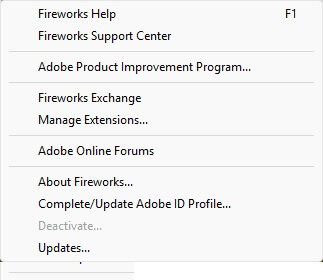 Fireworks Help F1
Fireworks Support Center
Adobe Product Improvement Program...
Fireworks Exchange
Manage Extensions...
Adobe Online Forums
About Fireworks...
Complete/Update Adobe ID Profile...
Deactivate...
Updates...